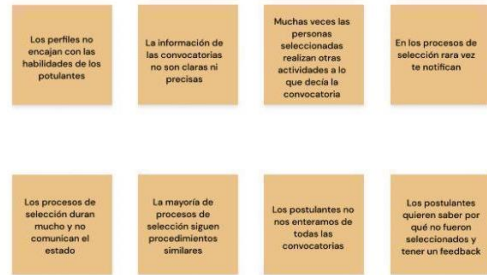 Los perfiles no
encajan con las
habilidades de los
potulantes
La información de
las convocatorias
no son claras ni
precisas
Muchas veces las
personas
seleccionadas
realizan otras
actividades a lo
que decía la
convocatoria
En los procesos de
selección rara vez
te notifican
Los procesos de
selección duran
mucho y no
comunican el
estado
La mayoría de
procesos de
selección siguen
procedimientos
similares
Los postulantes no
nos enteramos de
todas las
convocatorias
Los postulantes
quieren saber por
qué no fueron
seleccionados y
tener un feedback